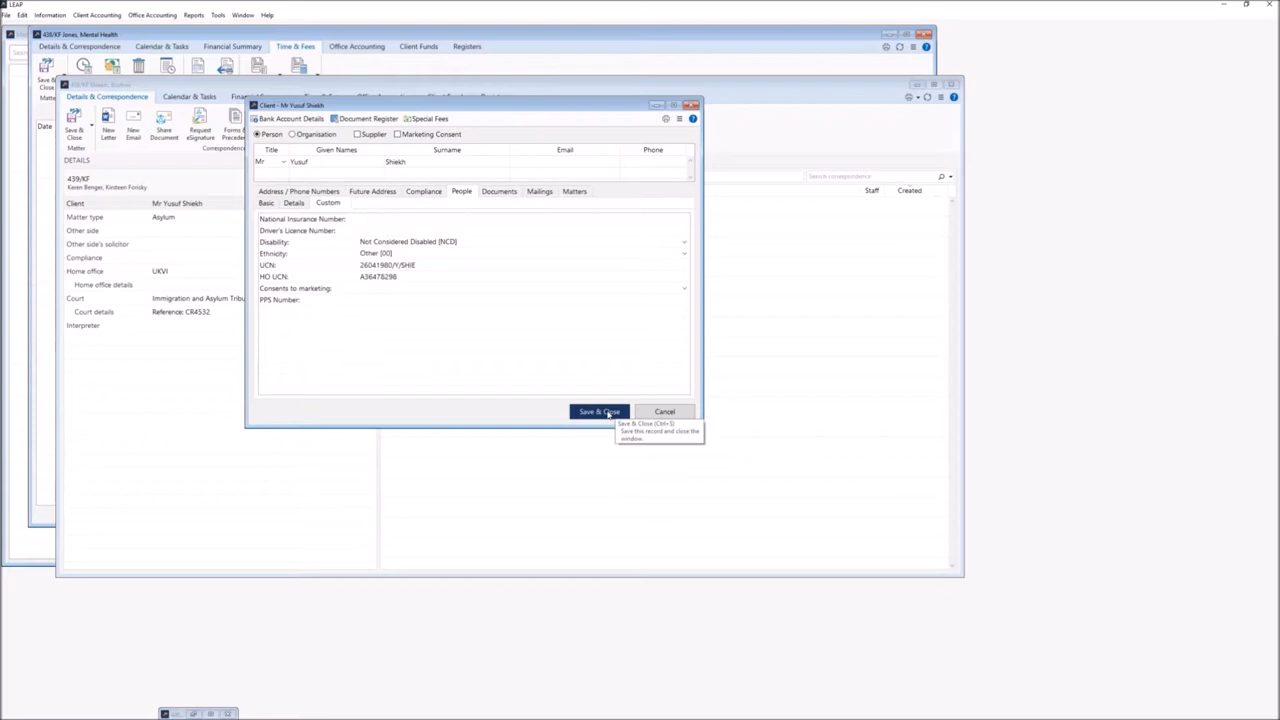 LEAP
File Edit Information Client Accounting Office Accounting Reports Tools Window Help
439/KF Jones, Mental Health
Details & Correspondence Calendar & Tasks Financial Summary Time & Fees Office Accounting Client Funds Registers
Details & Correspondence Calendar & Tasks
Save & Close
New Letter
New Email
Share Document
Request eSignature
Matter
DETAILS
439/KF
Karen Benger, Kirsteen Forisky
Client Mr Yusuf Shiekh
Matter type Asylum
Other side
Other side's solicitor
Compliance
Home office UKVI
Home office details
Court Immigration and Asylum Tribu
Court details Reference: CR4532
Interpreter
Date
Search correspondence
Staff Created
Client - Mr Yusuf Shiekh
Bank Account Details Document Register Special Fees
Person Organisation Supplier Marketing Consent
Title Given Names Surname Email Phone
Mr Yusuf Shiekh
Address / Phone Numbers Future Address Compliance People Documents Mailings Matters
Basic Details Custom
National Insurance Number:
Driver's Licence Number:
Disability: Not Considered Disabled [NCD]
Ethnicity: Other [00]
UCN: 26041980/Y/SHIE
HO UCN: A36478298
Consents to marketing:
PPS Number:
Save & Close Cancel
Save & Close (Ctrl+S)
Save this record and close the
window.